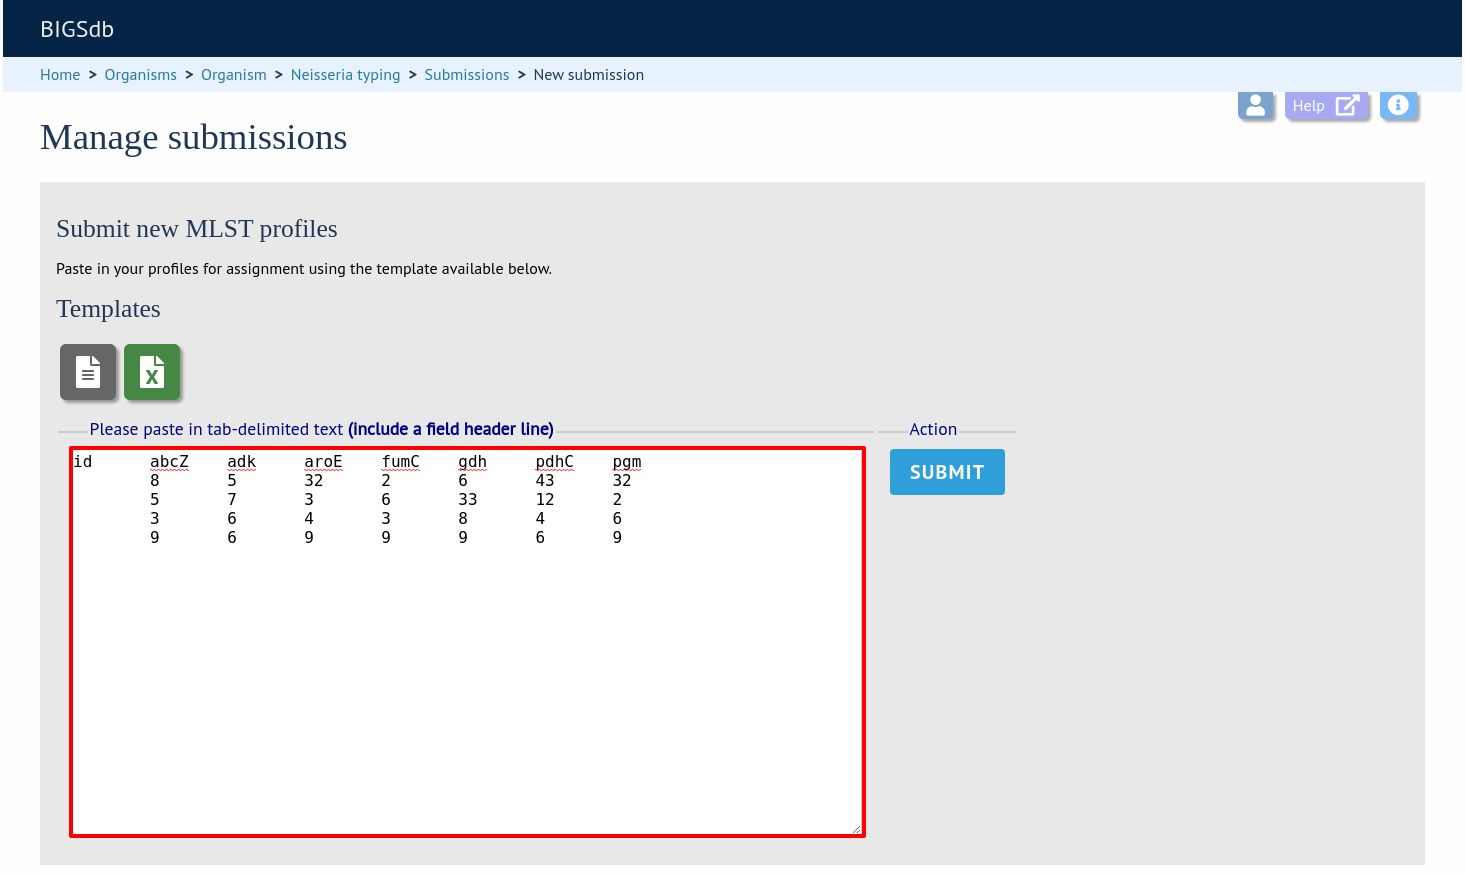 BIGSdb
Home > Organisms > Organism > Neisseria typing > Submissions > New submission
Help
Manage submissions
Submit new MLST profiles
Paste in your profiles for assignment using the template available below.
Templates
Please paste in tab-delimited text (include a field header line)
id	abcZ	adk	aroE	fumC	gdh	pdhC	pgm
	8	5	32	2	6	43	32
	5	7	3	6	33	12	2
	3	6	4	3	8	4	6
	9	6	9	9	9	6	9
Action
SUBMIT